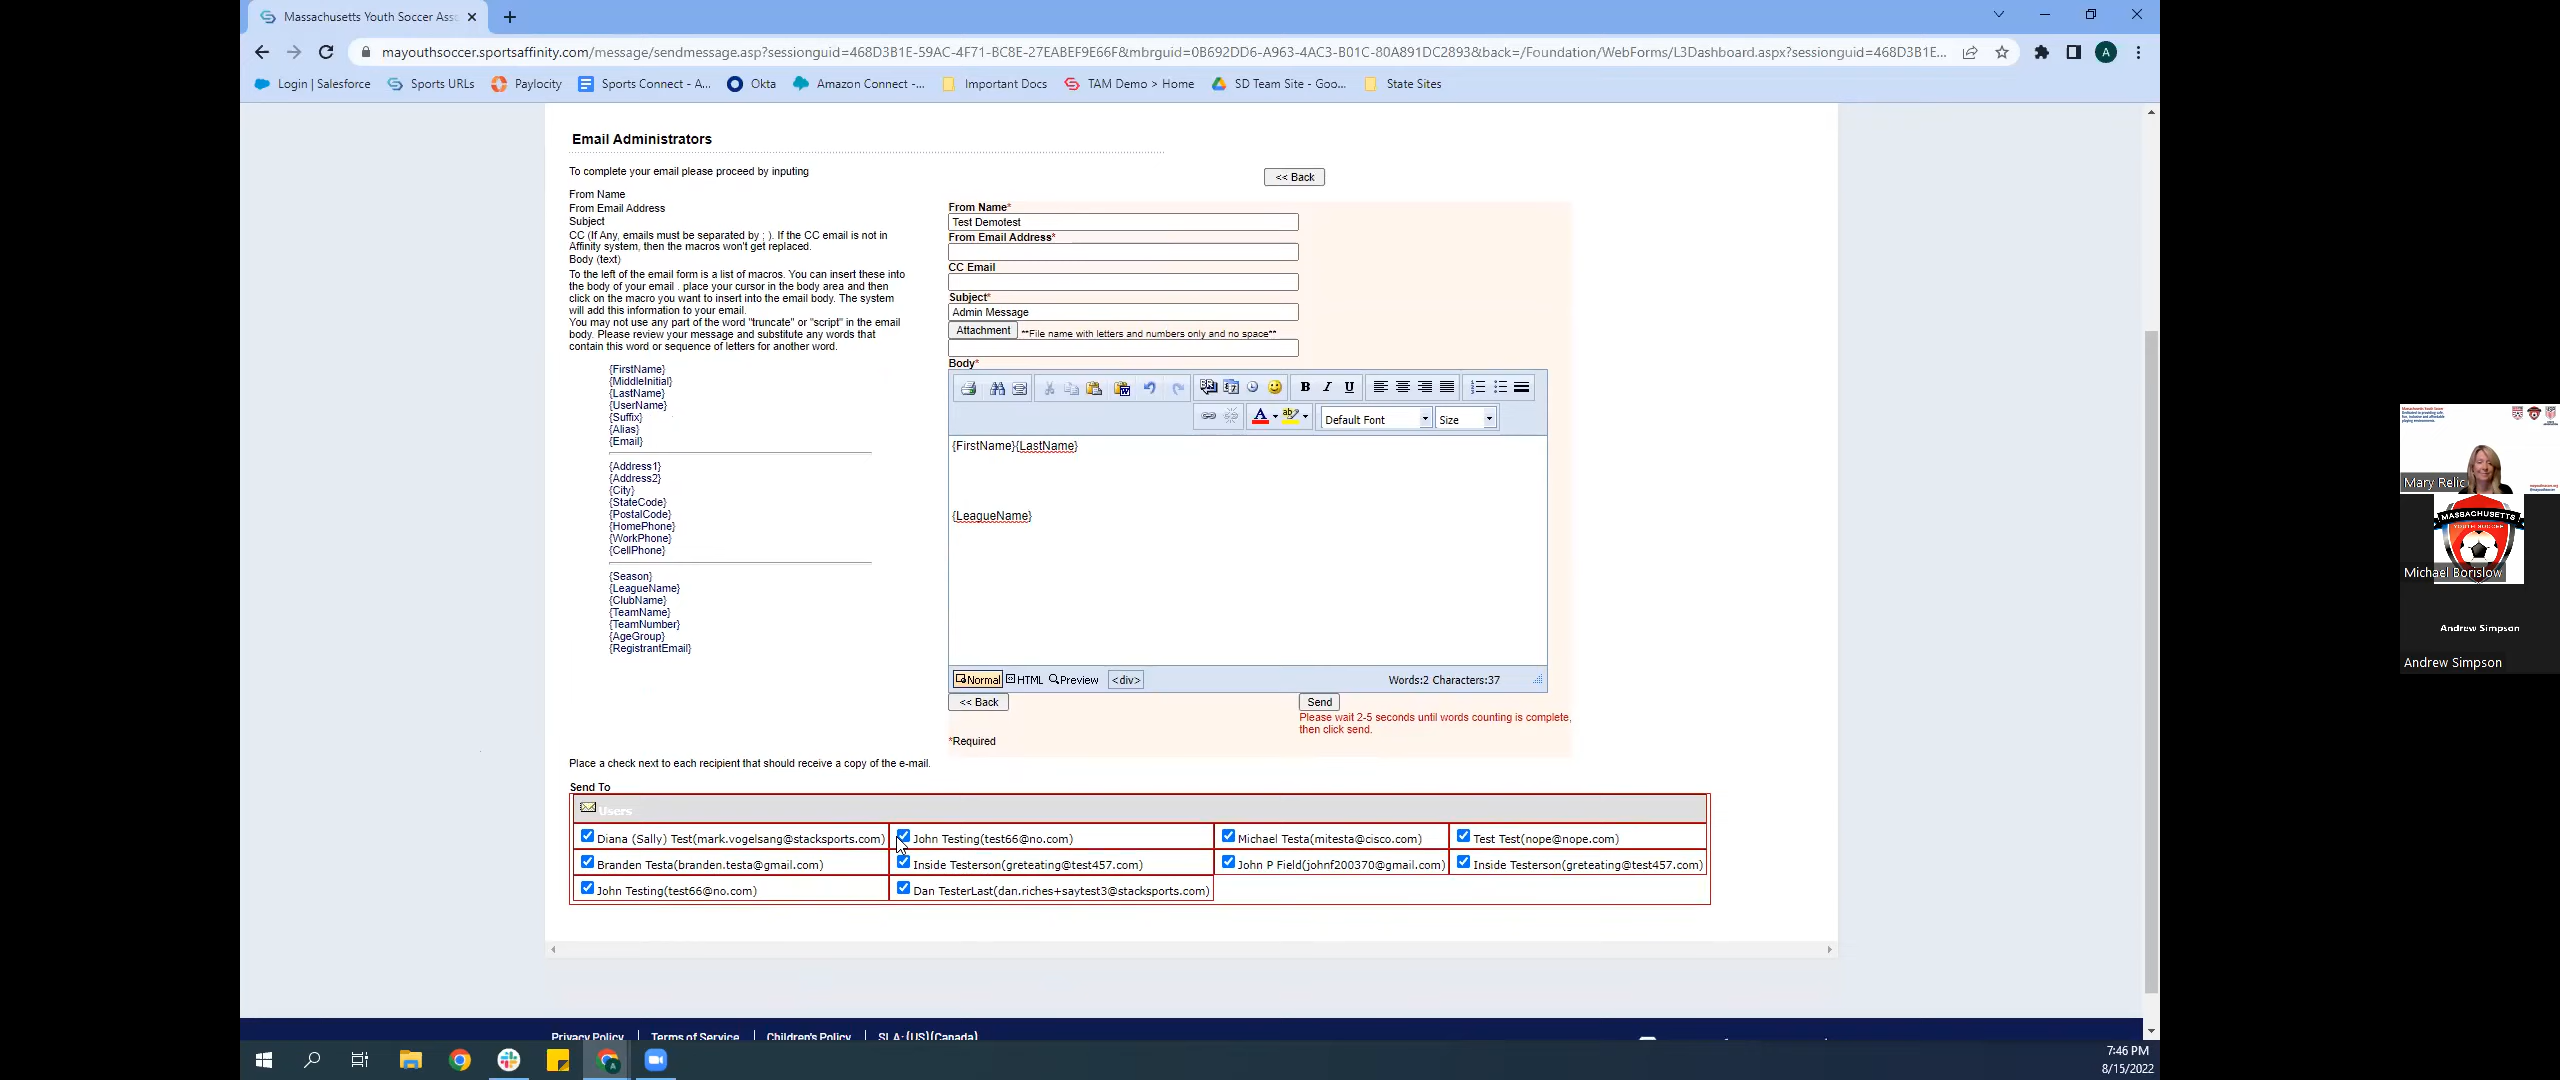 Massachusetts Youth Soccer Ass
mayouthsoccer.sportsaffinity.com/message/sendmessage.asp?sessionguid=468D3B1E-59AC-4F71-BC8E-27EABEF9E66F&mbrguid=0B692DD6-A963-4AC3-B01C-80A891DC2893&back=/Foundation/WebForms/L3Dashboard.aspx?sessionguid=468D3B1E...
A
Login | Salesforce
Sports URLs
Paylocity
Sports Connect - A...
Okta
Amazon Connect -...
Important Docs
TAM Demo > Home
SD Team Site - Goo...
State Sites
Email Administrators
To complete your email please proceed by inputing
<< Back
From Name
From Email Address
Subject
CC (If Any, emails must be separated by ; ). If the CC email is not in
Affinity system, then the macros won't get replaced.
Body (text)
To the left of the email form is a list of macros. You can insert these into
the body of your email . place your cursor in the body area and then
click on the macro you want to insert into the email body. The system
will add this information to your email.
You may not use any part of the word "truncate" or "script" in the email
body. Please review your message and substitute any words that
contain this word or sequence of letters for another word.
{FirstName}
{MiddleInitial}
{LastName}
{UserName}
{Suffix}
{Alias}
{Email}
{Address1}
{Address2}
{City}
{StateCode}
{PostalCode}
{HomePhone}
{WorkPhone}
{CellPhone}
{Season}
{LeagueName}
{ClubName}
{TeamName}
{TeamNumber}
{AgeGroup}
{RegistrantEmail}
From Name*
Test Demotest
From Email Address*
CC Email
Subject*
Admin Message
Attachment **File name with letters and numbers only and no space**
Body*
B I U
A ab Default Font Size
{FirstName}{LastName}
{LeagueName}
Normal HTML Preview <div> Words:2 Characters:37
<< Back Send
Please wait 2-5 seconds until words counting is complete,
then click send.
*Required
Place a check next to each recipient that should receive a copy of the e-mail.
Send To
Users
Diana (Sally) Test(mark.vogelsang@stacksports.com) John Testing(test66@no.com) Michael Testa(mitesta@cisco.com) Test Test(nope@nope.com)
Branden Testa(branden.testa@gmail.com) Inside Testerson(greteating@test457.com) John P Field(johnf200370@gmail.com) Inside Testerson(greteating@test457.com)
John Testing(test66@no.com) Dan TesterLast(dan.riches+saytest3@stacksports.com)
Privacy Policy | Terms of Service | Children's Policy | SLA: (US)(Canada)
7:46 PM
8/15/2022
Mary Relic
MASSACHUSETTS
YOUTH SOCCER
Michael Borislow
Andrew Simpson
Andrew Simpson